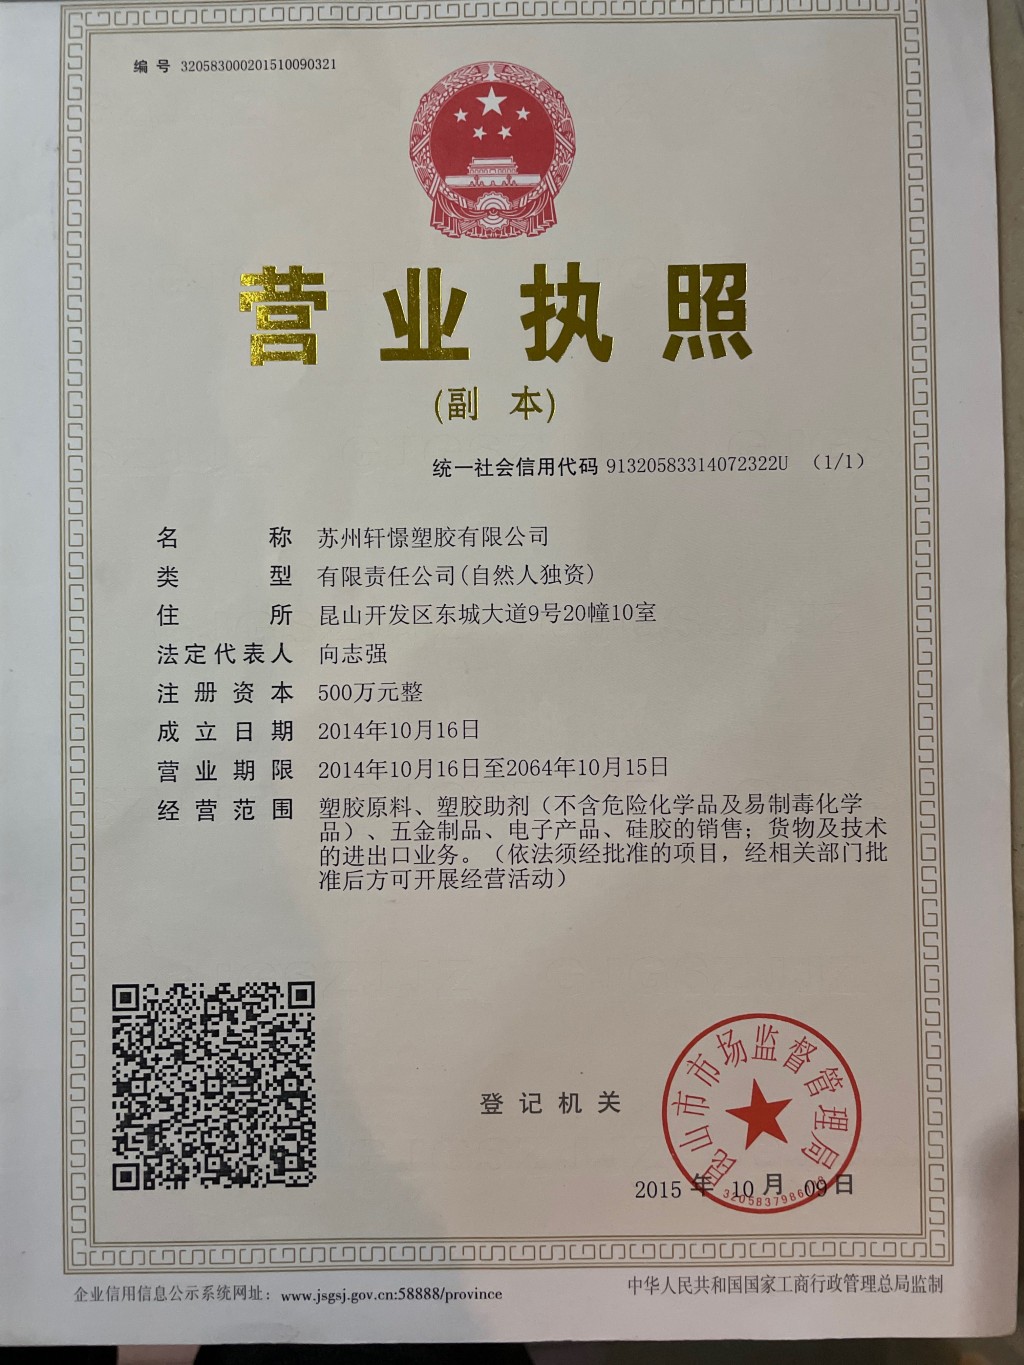 编 号 320583000201510090321
营业执照
(副 本)
统一社会信用代码 91320583314072322U （1/1）
名 称 苏州轩憬塑胶有限公司
类 型 有限责任公司(自然人独资)
住 所 昆山开发区东城大道9号20幢10室
法定代表人 向志强
注册资本 500万元整
成立日期 2014年10月16日
营业期限 2014年10月16日至2064年10月15日
经营范围 塑胶原料、塑胶助剂（不含危险化学品及易制毒化学
品）、五金制品、电子产品、硅胶的销售；货物及技术
的进出口业务。（依法须经批准的项目，经相关部门批
准后方可开展经营活动）
登记机关
昆山市市场监督管理局
2015 年 10 月 09 日
企业信用信息公示系统网址： www.jsgsj.gov.cn:58888/province
中华人民共和国国家工商行政管理总局监制